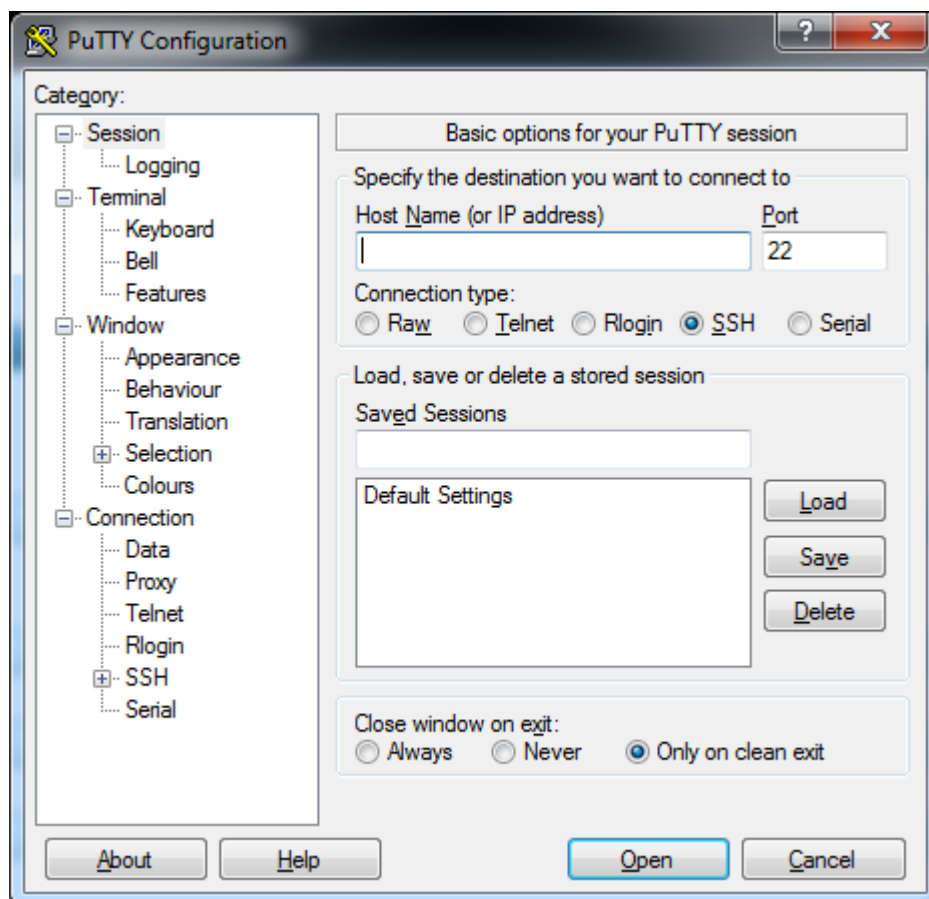 PuTTY Configuration
?
Category:
Session
Logging
Terminal
Keyboard
Bell
Features
Window
Appearance
Behaviour
Translation
Selection
Colours
Connection
Data
Proxy
Telnet
Rlogin
SSH
Serial
Basic options for your PuTTY session
Specify the destination you want to connect to
Host Name (or IP address) Port
22
Connection type:
Raw Telnet Rlogin SSH Serial
Load, save or delete a stored session
Saved Sessions
Default Settings
Load
Save
Delete
Close window on exit:
Always Never Only on clean exit
About Help Open Cancel